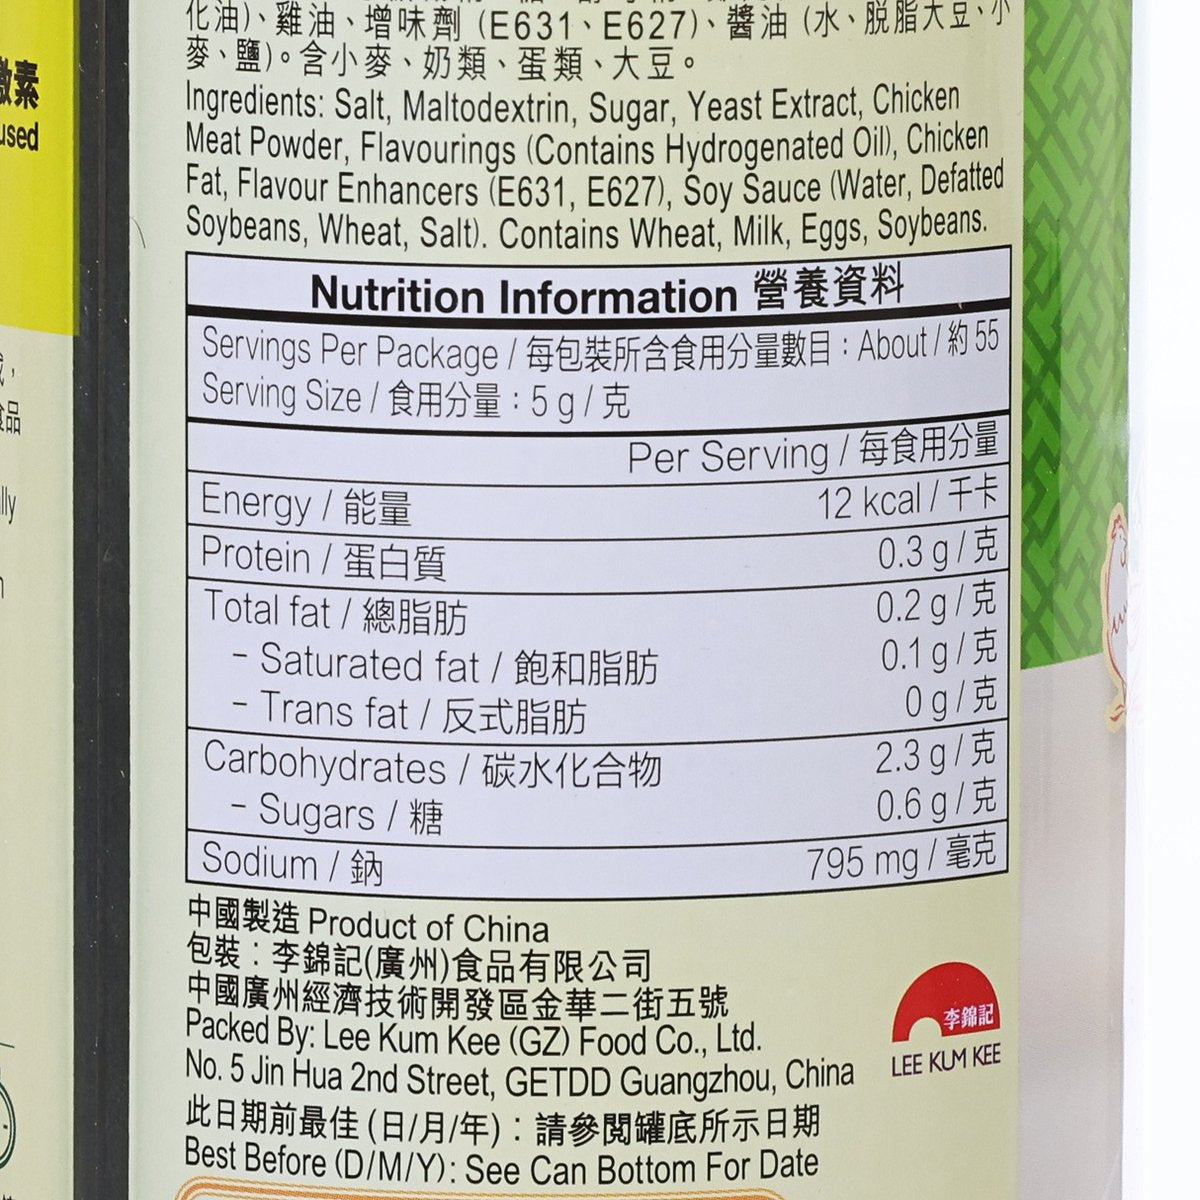 激素
used
食品
化油)、雞油、增味劑 (E631、E627)、醬油 (水、脱脂大豆、小
麥、鹽)。含小麥、奶類、蛋類、大豆。
Ingredients: Salt, Maltodextrin, Sugar, Yeast Extract, Chicken
Meat Powder, Flavourings (Contains Hydrogenated Oil), Chicken
Fat, Flavour Enhancers (E631, E627), Soy Sauce (Water, Defatted
Soybeans, Wheat, Salt). Contains Wheat, Milk, Eggs, Soybeans.
Nutrition Information 營養資料
Servings Per Package / 每包裝所含食用分量數目：About / 約 55
Serving Size / 食用分量：5 g / 克
Per Serving / 每食用分量
Energy / 能量 12 kcal / 千卡
Protein / 蛋白質 0.3 g / 克
Total fat / 總脂肪 0.2 g / 克
- Saturated fat / 飽和脂肪 0.1 g / 克
- Trans fat / 反式脂肪 0 g / 克
Carbohydrates / 碳水化合物 2.3 g / 克
- Sugars / 糖 0.6 g / 克
Sodium / 鈉 795 mg / 毫克
中國製造 Product of China
包裝：李錦記(廣州)食品有限公司
中國廣州經濟技術開發區金華二街五號
Packed By: Lee Kum Kee (GZ) Food Co., Ltd.
No. 5 Jin Hua 2nd Street, GETDD Guangzhou, China
李錦記
LEE KUM KEE
此日期前最佳 (日/月/年)：請參閱罐底所示日期
Best Before (D/M/Y): See Can Bottom For Date